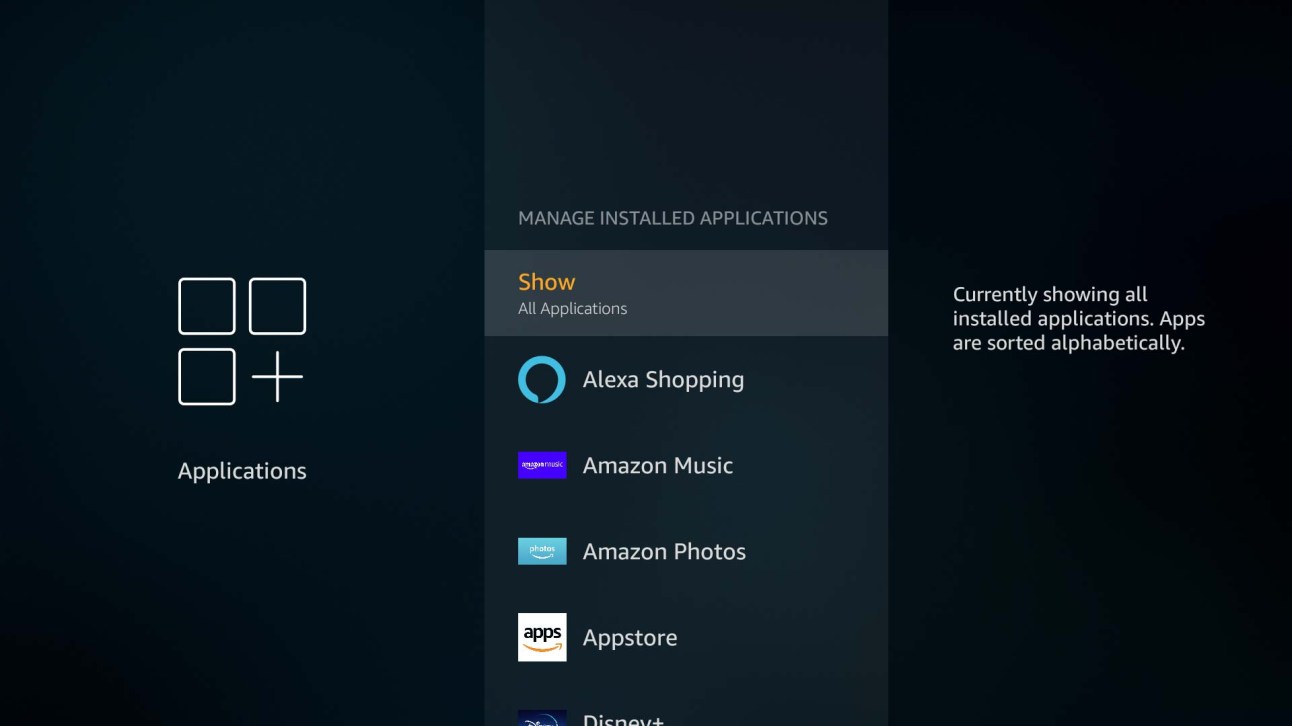 MANAGE INSTALLED APPLICATIONS
Show
All Applications
Alexa Shopping
amazon music
Amazon Music
photos
Amazon Photos
apps
Appstore
Disney+
Applications
Currently showing all
installed applications. Apps
are sorted alphabetically.